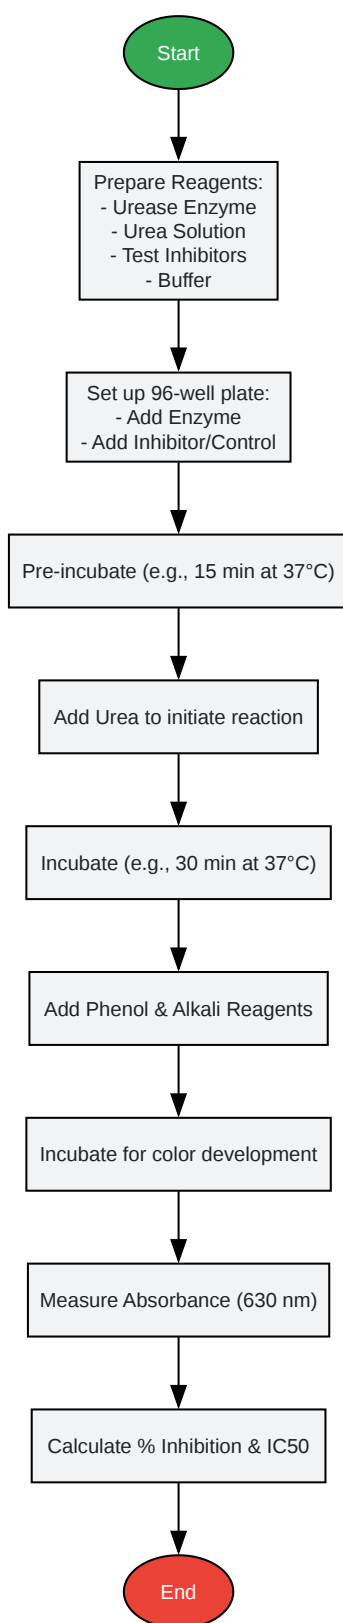 Start
Prepare Reagents:
- Urease Enzyme
- Urea Solution
- Test Inhibitors
- Buffer
Set up 96-well plate:
- Add Enzyme
- Add Inhibitor/Control
Pre-incubate (e.g., 15 min at 37°C)
Add Urea to initiate reaction
Incubate (e.g., 30 min at 37°C)
Add Phenol & Alkali Reagents
Incubate for color development
Measure Absorbance (630 nm)
Calculate % Inhibition & IC50
End